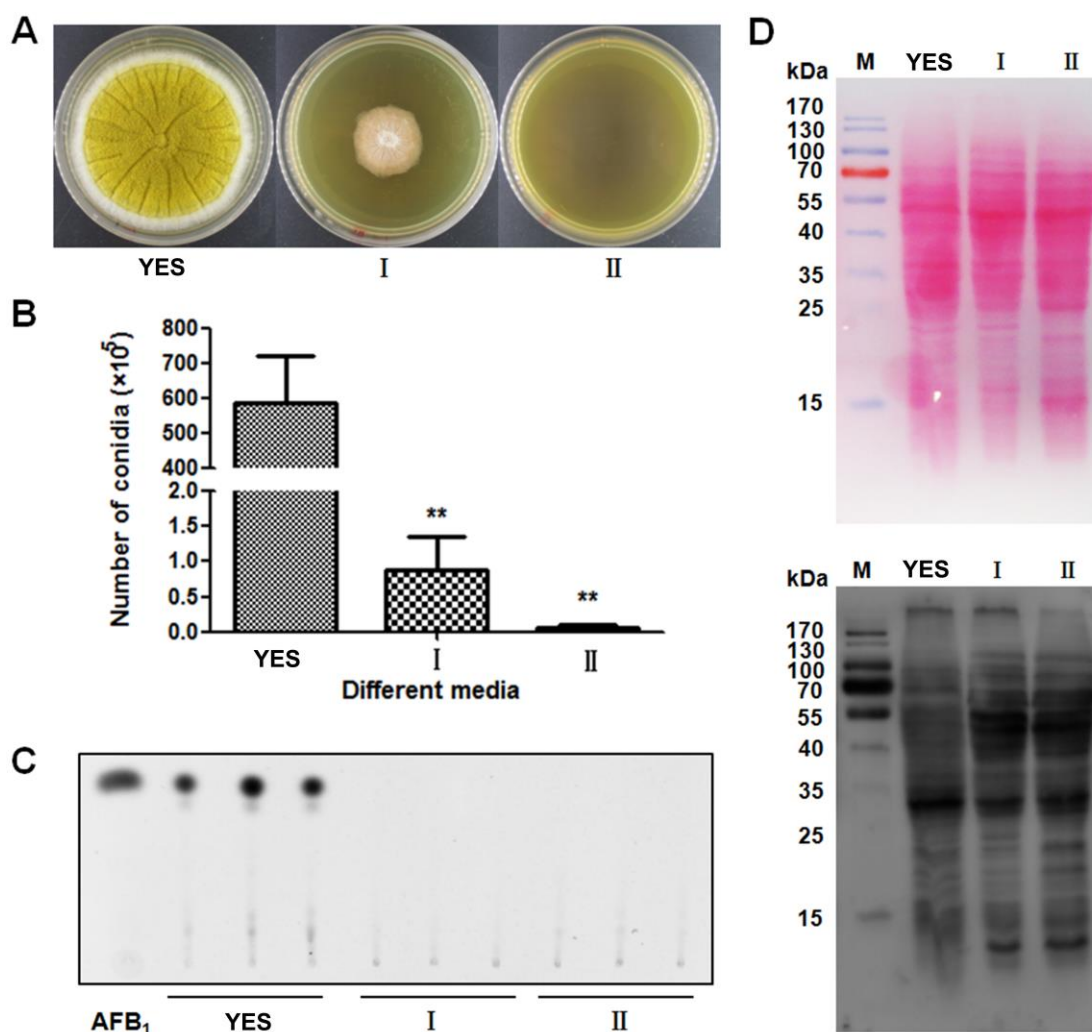 A
YES Ⅰ Ⅱ
B
Number of conidia (×10⁵)
800
700
600
500
400
2.0
1.5
1.0
0.5
0.0
**
**
YES Ⅰ Ⅱ
Different media
C
AFB₁ YES Ⅰ Ⅱ
D
kDa M YES Ⅰ Ⅱ
170
130
100
70
55
40
35
25
15
kDa M YES Ⅰ Ⅱ
170
130
100
70
55
40
35
25
15